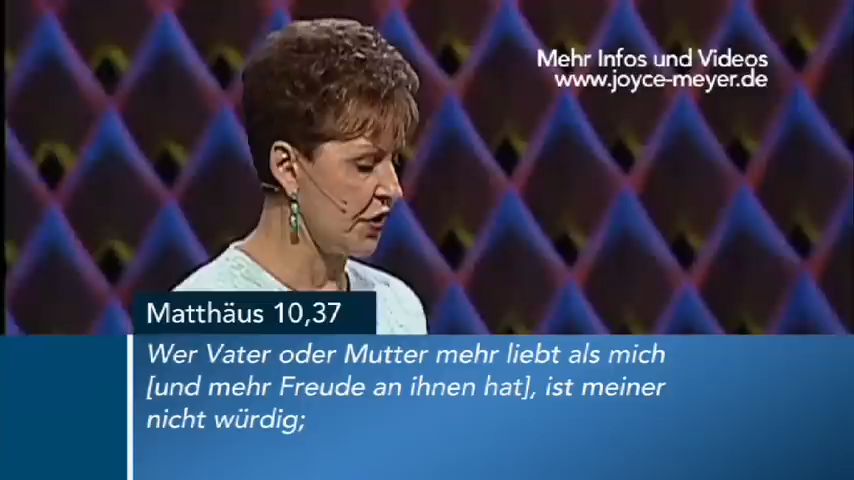 Mehr Infos und Videos
www.joyce-meyer.de
Matthäus 10,37
Wer Vater oder Mutter mehr liebt als mich
[und mehr Freude an ihnen hat], ist meiner
nicht würdig;